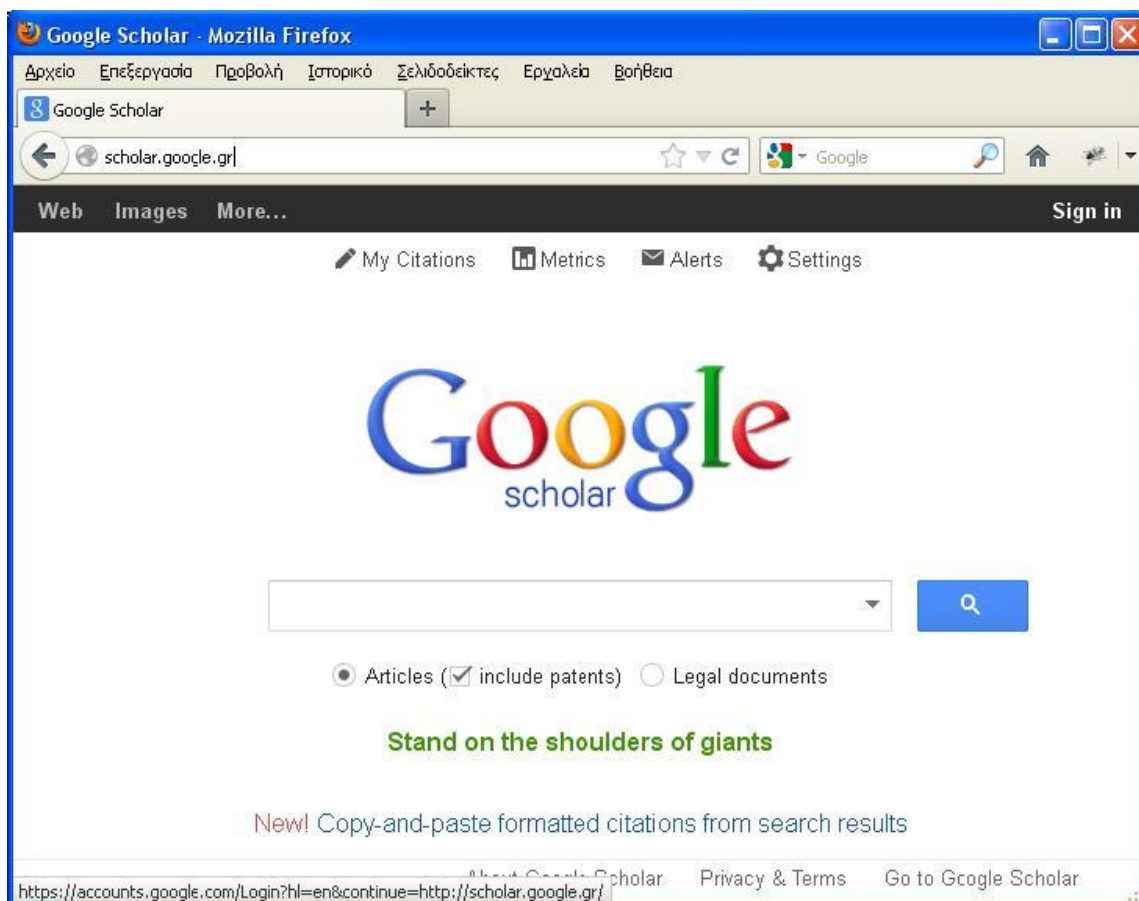 Google Scholar - Mozilla Firefox
Αρχείο Επεξεργασία Προβολή Ιστορικό Σελιδοδείκτες Εργαλεία Βοήθεια
Google Scholar
scholar.google.gr Google
Web Images More... Sign in
My Citations Metrics Alerts Settings
Google
scholar
Articles (include patents) Legal documents
Stand on the shoulders of giants
New! Copy-and-paste formatted citations from search results
About Google Scholar Privacy & Terms Go to Google Scholar
https://accounts.google.com/Login?hl=en&continue=http://scholar.google.gr/